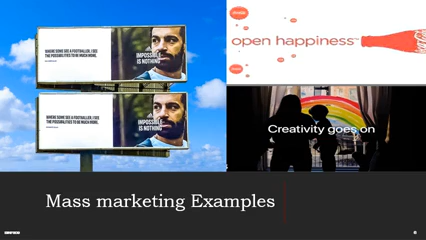 WHERE SOME SEE A FOOTBALLER, I SEE
THE POSSIBILITIES TO BE MUCH MORE.
IMPOSSIBLE
IS NOTHING
WHERE SOME SEE A FOOTBALLER, I SEE
THE POSSIBILITIES TO BE MUCH MORE.
IMPOSSIBLE
IS NOTHING
open happiness™
Creativity goes on
Mass marketing Examples